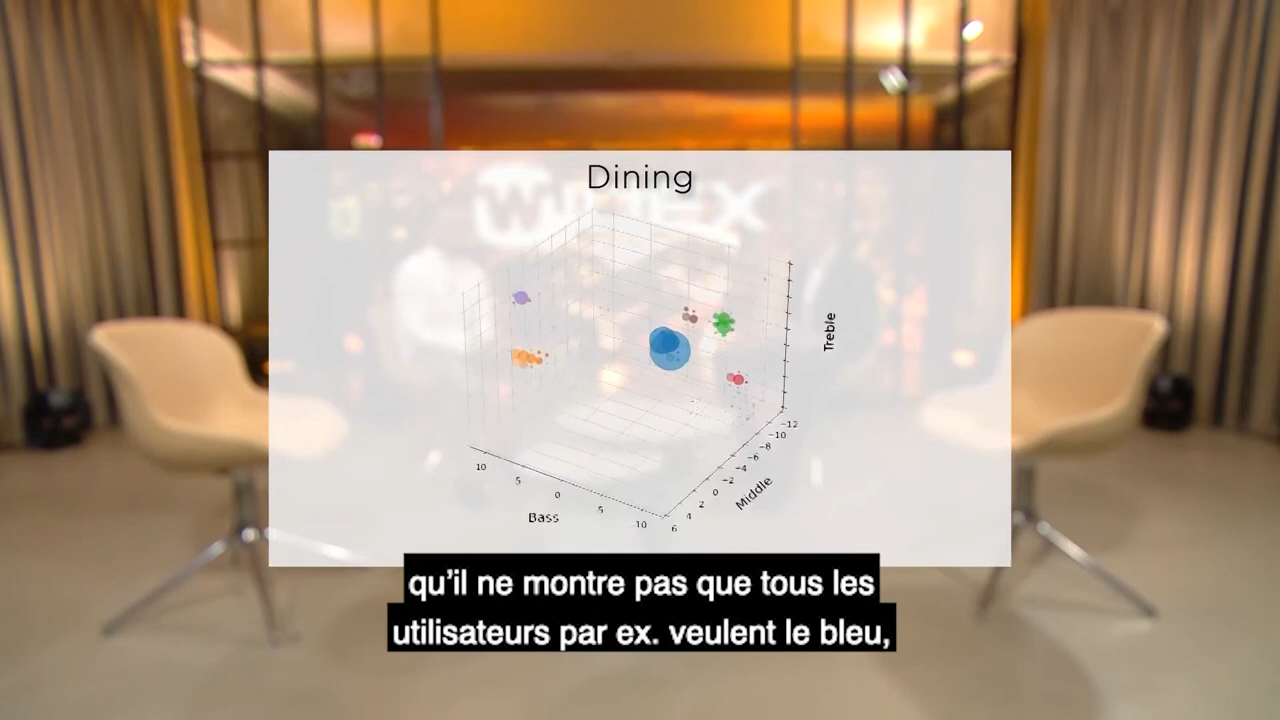 Dining
WIDEX
Treble
10
5
0
-5
-10
Bass
6
4
2
0
-2
-4
-6
-8
-10
-12
Middle
qu’il ne montre pas que tous les
utilisateurs par ex. veulent le bleu,